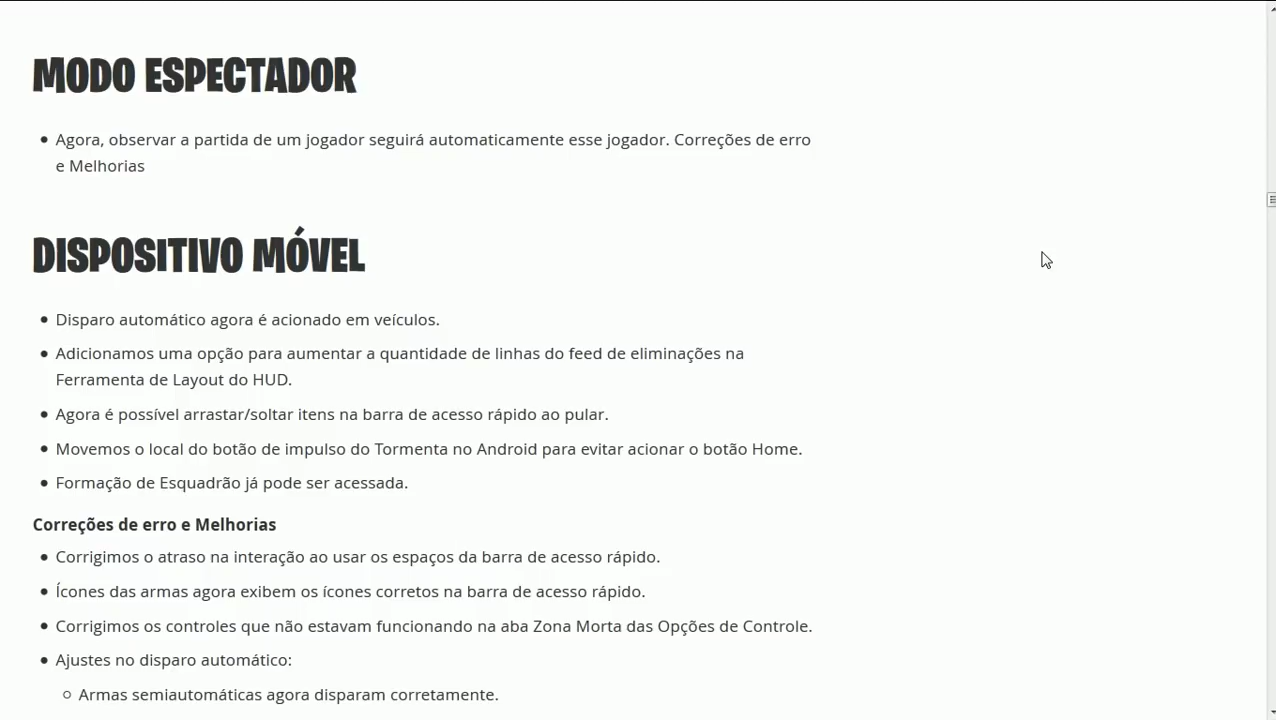 MODO ESPECTADOR
Agora, observar a partida de um jogador seguirá automaticamente esse jogador. Correções de erro
e Melhorias
DISPOSITIVO MÓVEL
Disparo automático agora é acionado em veículos.
Adicionamos uma opção para aumentar a quantidade de linhas do feed de eliminações na
Ferramenta de Layout do HUD.
Agora é possível arrastar/soltar itens na barra de acesso rápido ao pular.
Movemos o local do botão de impulso do Tormenta no Android para evitar acionar o botão Home.
Formação de Esquadrão já pode ser acessada.
Correções de erro e Melhorias
Corrigimos o atraso na interação ao usar os espaços da barra de acesso rápido.
Ícones das armas agora exibem os ícones corretos na barra de acesso rápido.
Corrigimos os controles que não estavam funcionando na aba Zona Morta das Opções de Controle.
Ajustes no disparo automático:
Armas semiautomáticas agora disparam corretamente.